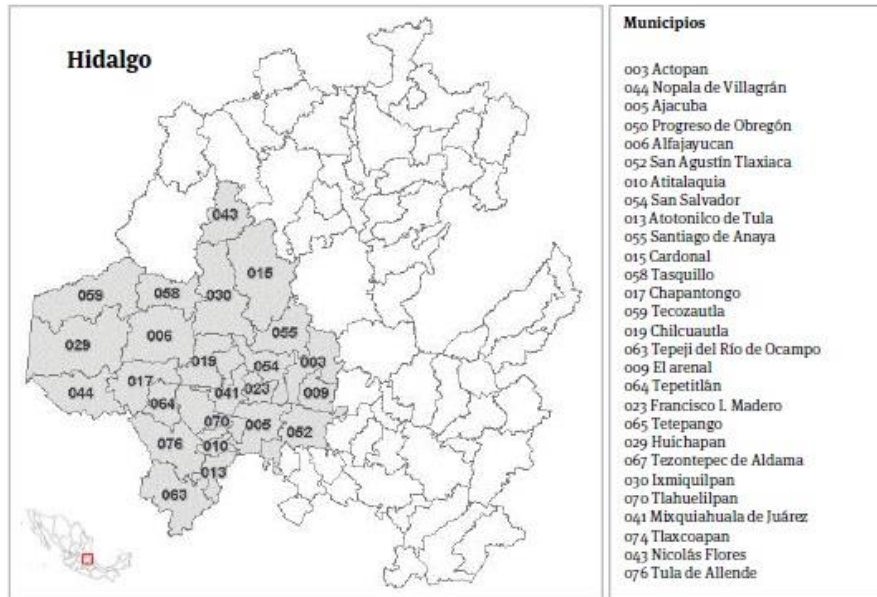 Hidalgo
043
015
059
058
030
006
055
029
019
054
003
044
017
041
023
009
064
070
005
052
076
010
013
063
Municipios
003 Actopan
044 Nopala de Villagrán
005 Ajacuba
050 Progreso de Obregón
006 Alfajayucan
052 San Agustín Tlaxiaca
010 Atitalaquia
054 San Salvador
013 Atotonilco de Tula
055 Santiago de Anaya
015 Cardonal
058 Tasquillo
017 Chapantongo
059 Tecozautla
019 Chilcuautla
063 Tepeji del Río de Ocampo
009 El arenal
064 Tepetitlán
023 Francisco I. Madero
065 Tetepango
029 Huichapan
067 Tezontepec de Aldama
030 Ixmiquilpan
070 Tlahuelilpan
041 Mixquiahuala de Juárez
074 Tlaxcoapan
043 Nicolás Flores
076 Tula de Allende